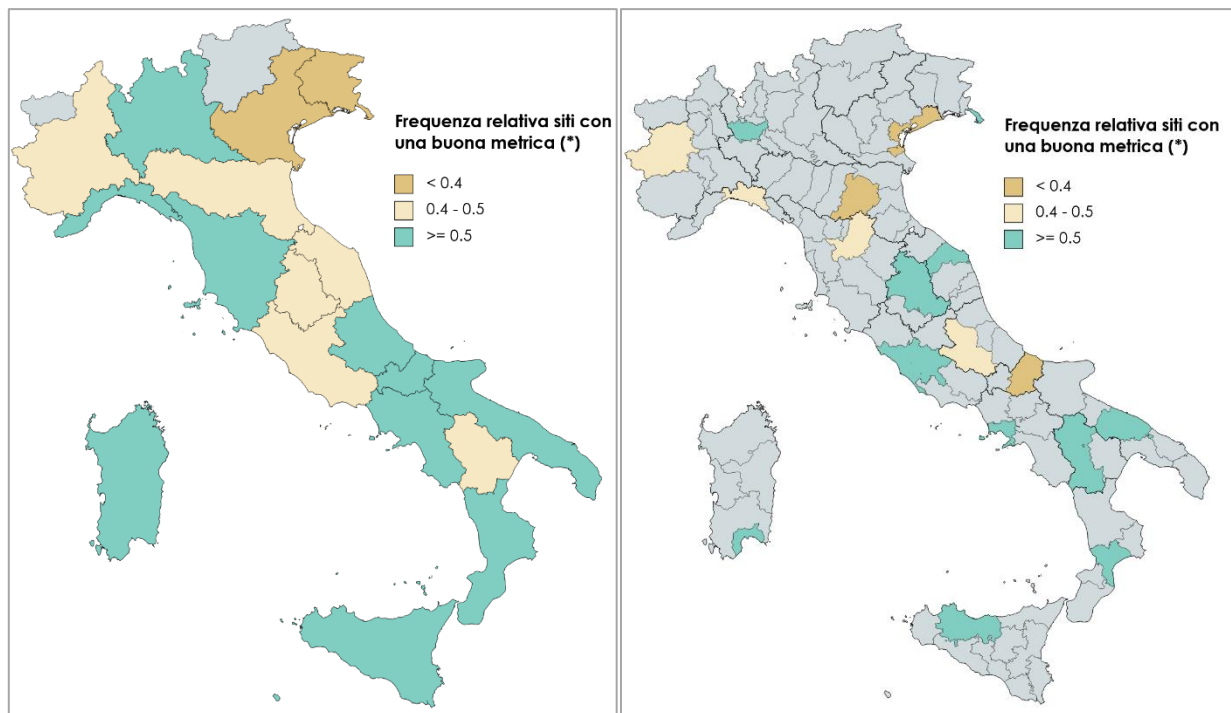 Frequenza relativa siti con
una buona metrica (*)
< 0.4
0.4 - 0.5
>= 0.5
Frequenza relativa siti con
una buona metrica (*)
< 0.4
0.4 - 0.5
>= 0.5